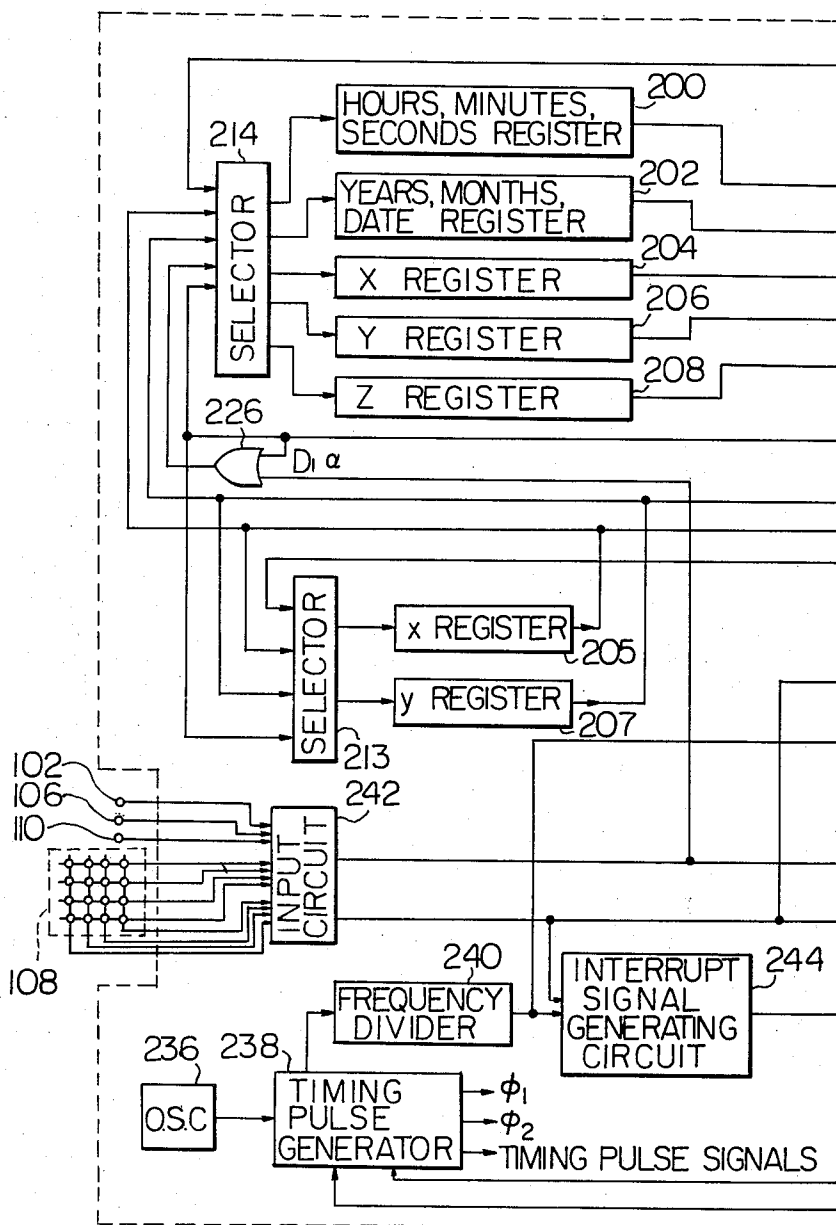 200
HOURS, MINUTES,
SECONDS REGISTER
214
SELECTOR
202
YEARS, MONTHS,
DATE REGISTER
204
X REGISTER
206
Y REGISTER
208
Z REGISTER
226
D1 α
SELECTOR
213
x REGISTER
205
y REGISTER
207
102
106
110
108
242
INPUT
CIRCUIT
240
FREQUENCY
DIVIDER
244
INTERRUPT
SIGNAL
GENERATING
CIRCUIT
236
O.S.C
238
TIMING
PULSE
GENERATOR
ϕ1
ϕ2
TIMING PULSE SIGNALS